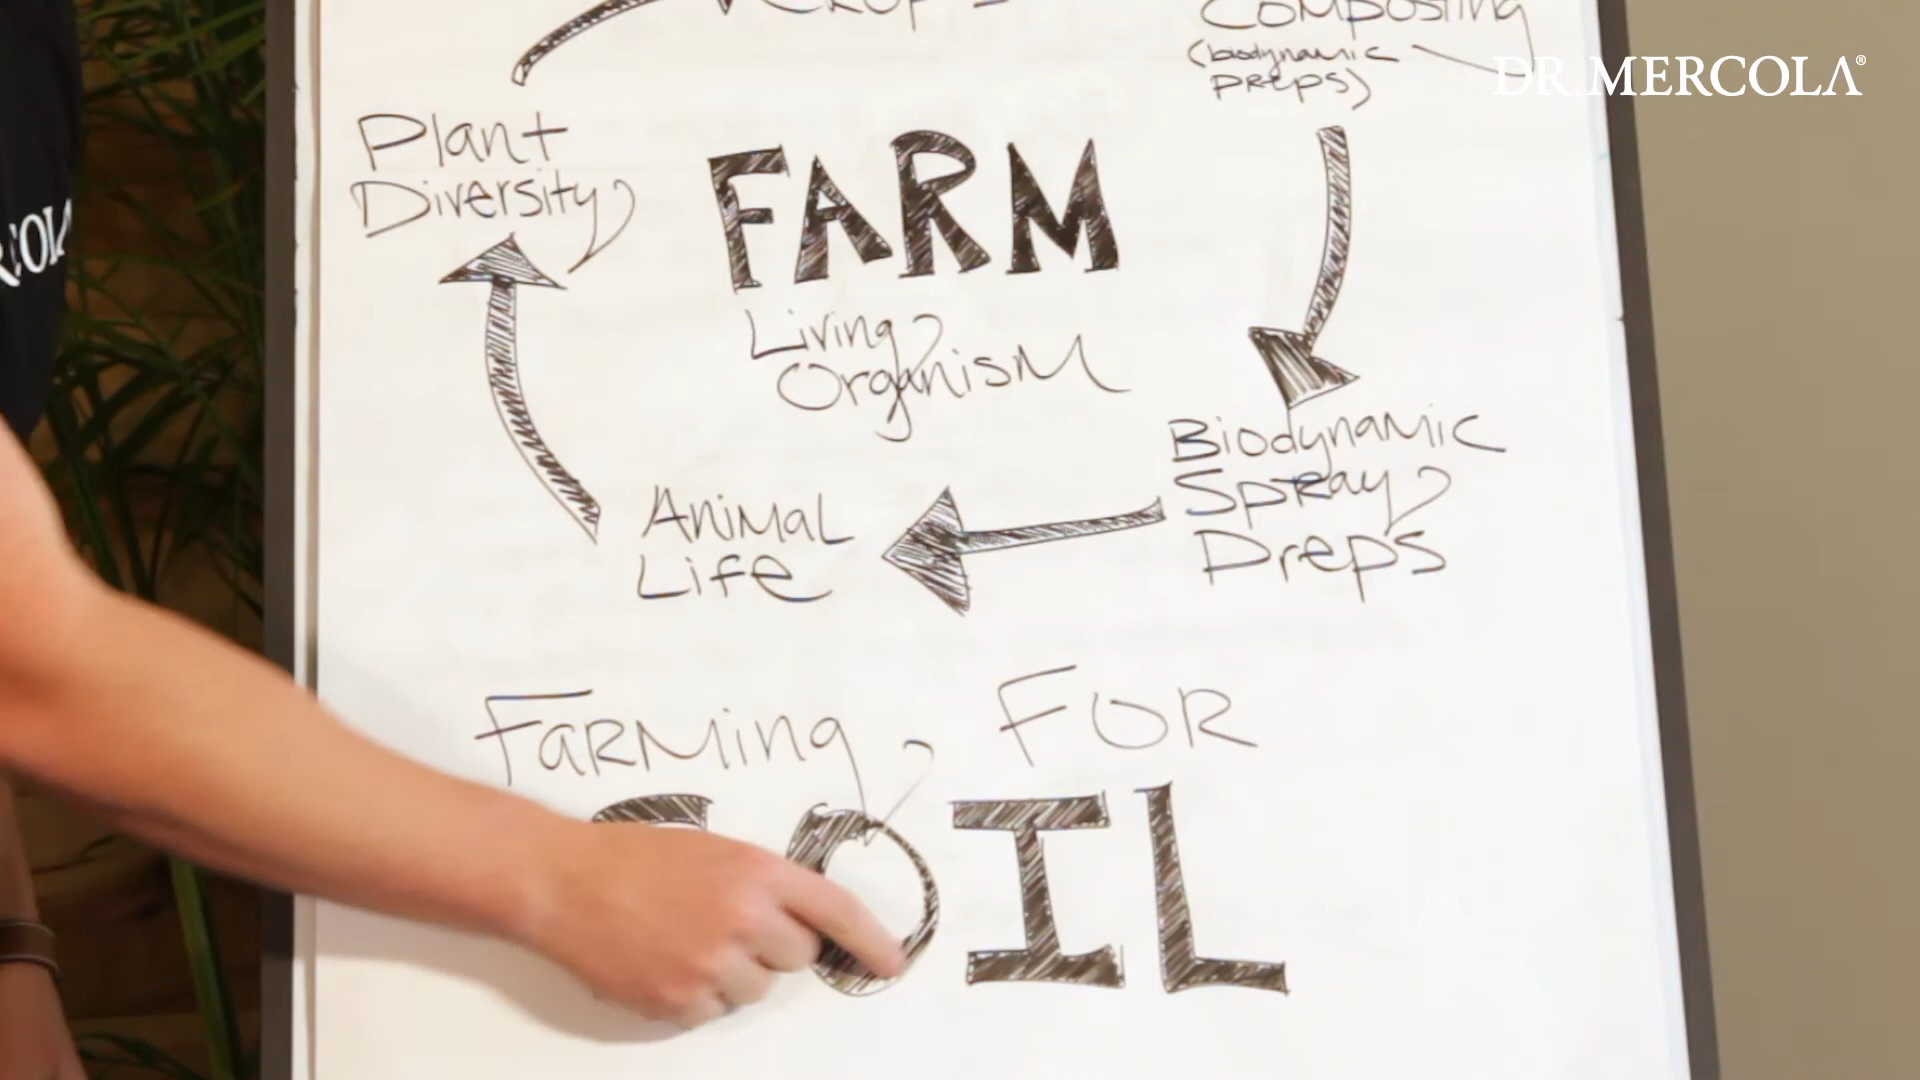 Composting
(biodynamic
preps)
DR. MERCOLA®
Plant
Diversity
FARM
Living
Organism
Biodynamic
Spray
Preps
Animal
Life
Farming FOR
SOIL